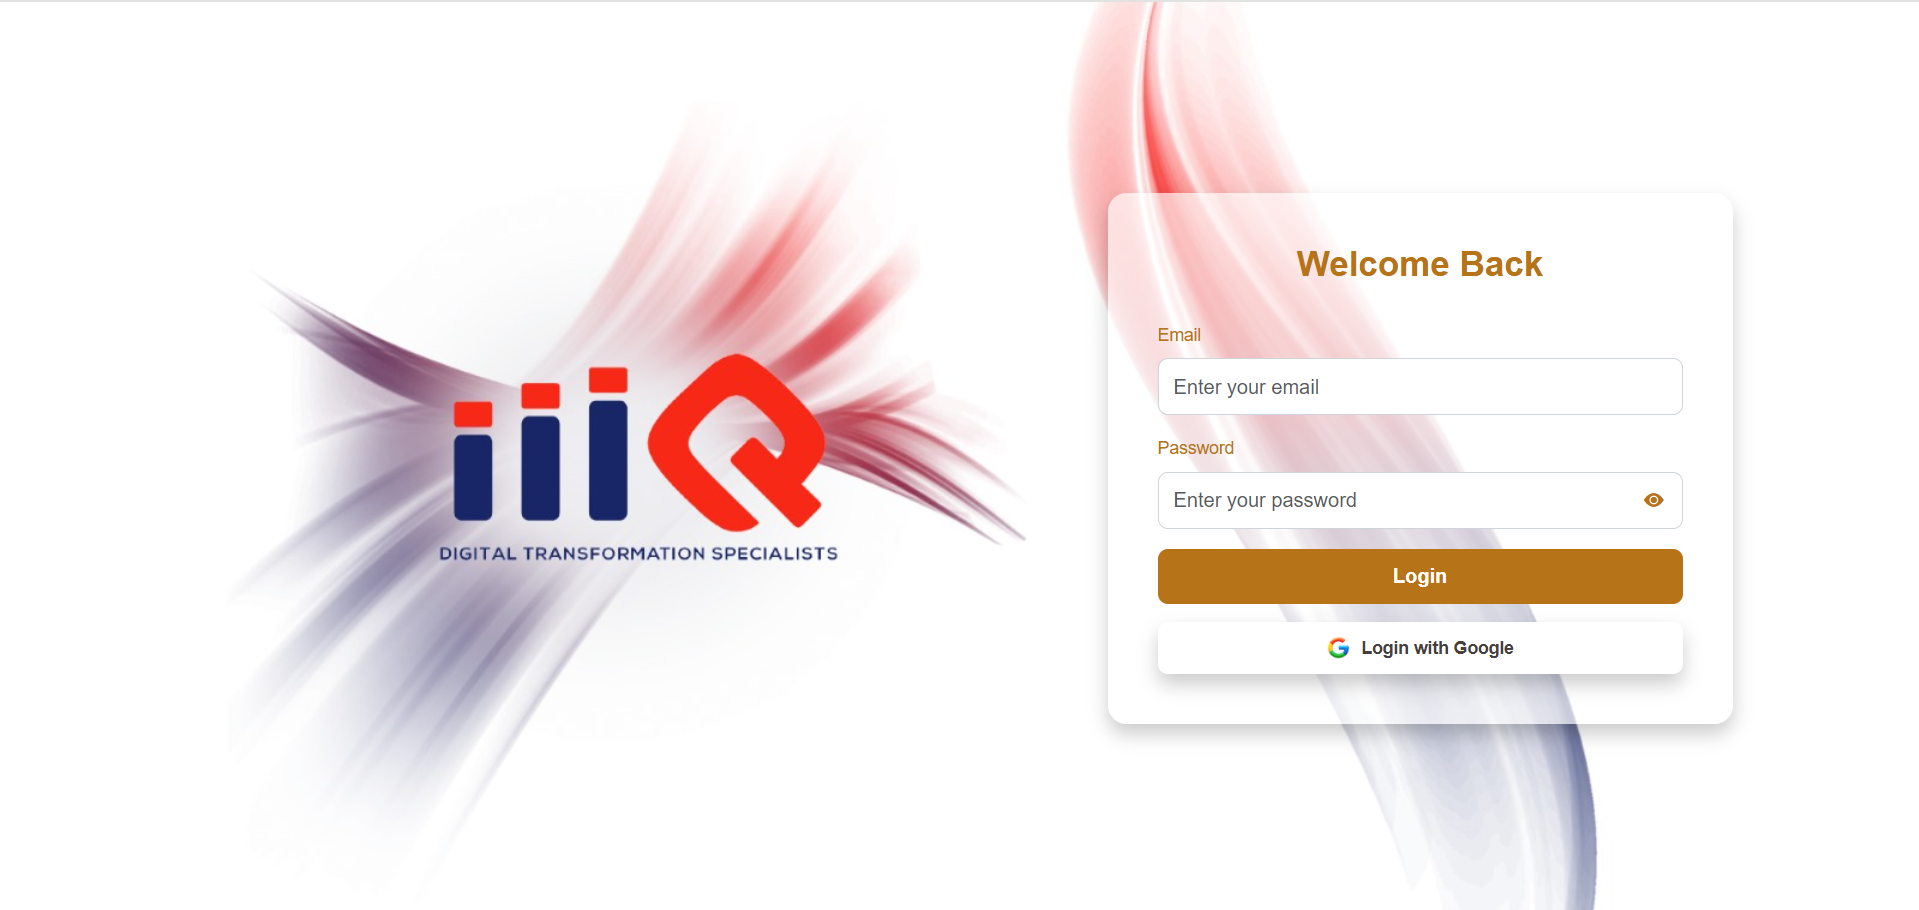 iiiQ
DIGITAL TRANSFORMATION SPECIALISTS
Welcome Back
Email
Enter your email
Password
Enter your password
Login
Login with Google